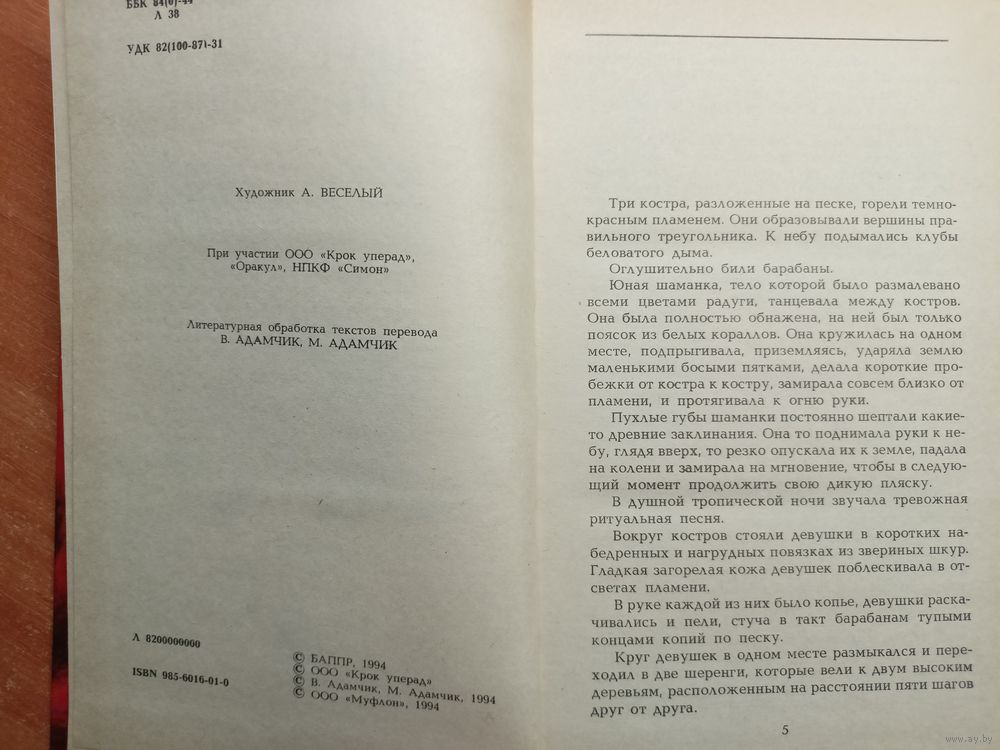 ББК 84(0)-44
Л 38
УДК 82(100-87)-31
Художник А. ВЕСЕЛЫЙ
При участии ООО «Крок уперад»,
«Оракул», НПКФ «Симон»
Литературная обработка текстов перевода
В. АДАМЧИК, М. АДАМЧИК
Л 8200000000
ISBN 985-6016-01-0
© БАППР, 1994
© ООО «Крок уперад»
© В. Адамчик, М. Адамчик, 1994
© ООО «Муфлон», 1994
Три костра, разложенные на песке, горели темно-
красным пламенем. Они образовывали вершины пра-
вильного треугольника. К небу подымались клубы
беловатого дыма.
Оглушительно били барабаны.
Юная шаманка, тело которой было размалевано
всеми цветами радуги, танцевала между костров.
Она была полностью обнажена, на ней был только
поясок из белых кораллов. Она кружилась на одном
месте, подпрыгивала, приземляясь, ударяла землю
маленькими босыми пятками, делала короткие про-
бежки от костра к костру, замирала совсем близко от
пламени, и протягивала к огню руки.
Пухлые губы шаманки постоянно шептали какие-
то древние заклинания. Она то поднимала руки к не-
бу, глядя вверх, то резко опускала их к земле, падала
на колени и замирала на мгновение, чтобы в следую-
щий момент продолжить свою дикую пляску.
В душной тропической ночи звучала тревожная
ритуальная песня.
Вокруг костров стояли девушки в коротких на-
бедренных и нагрудных повязках из звериных шкур.
Гладкая загорелая кожа девушек поблескивала в от-
светах пламени.
В руке каждой из них было копье, девушки раска-
чивались и пели, стуча в такт барабанам тупыми
концами копий по песку.
Круг девушек в одном месте размыкался и пере-
ходил в две шеренги, которые вели к двум высоким
деревьям, расположенным на расстоянии пяти шагов
друг от друга.
5
www.ay.by